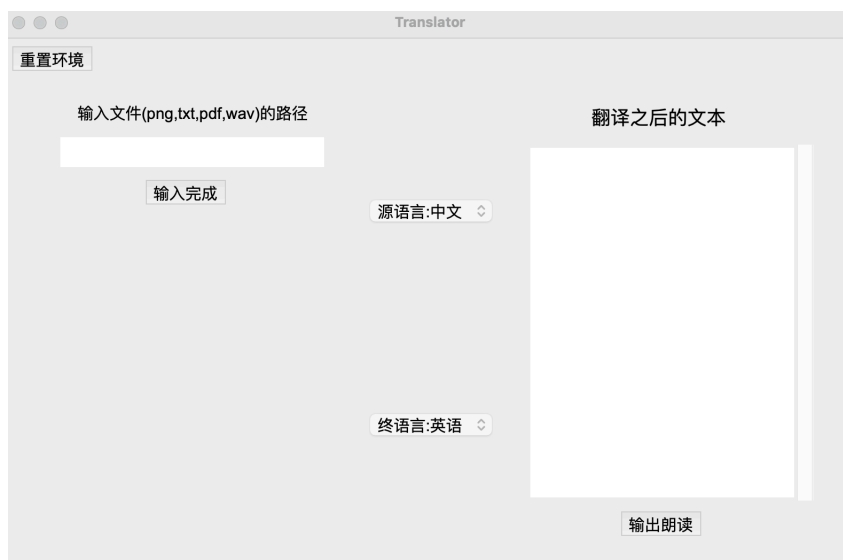 Translator
重置环境
输入文件(png,txt,pdf,wav)的路径
输入完成
源语言:中文
终语言:英语
翻译之后的文本
输出朗读